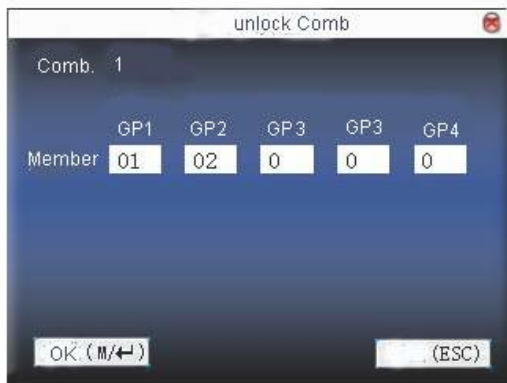 unlock Comb
Comb. 1
GP1 GP2 GP3 GP3 GP4
Member 01 02 0 0 0
OK (M/↵) (ESC)